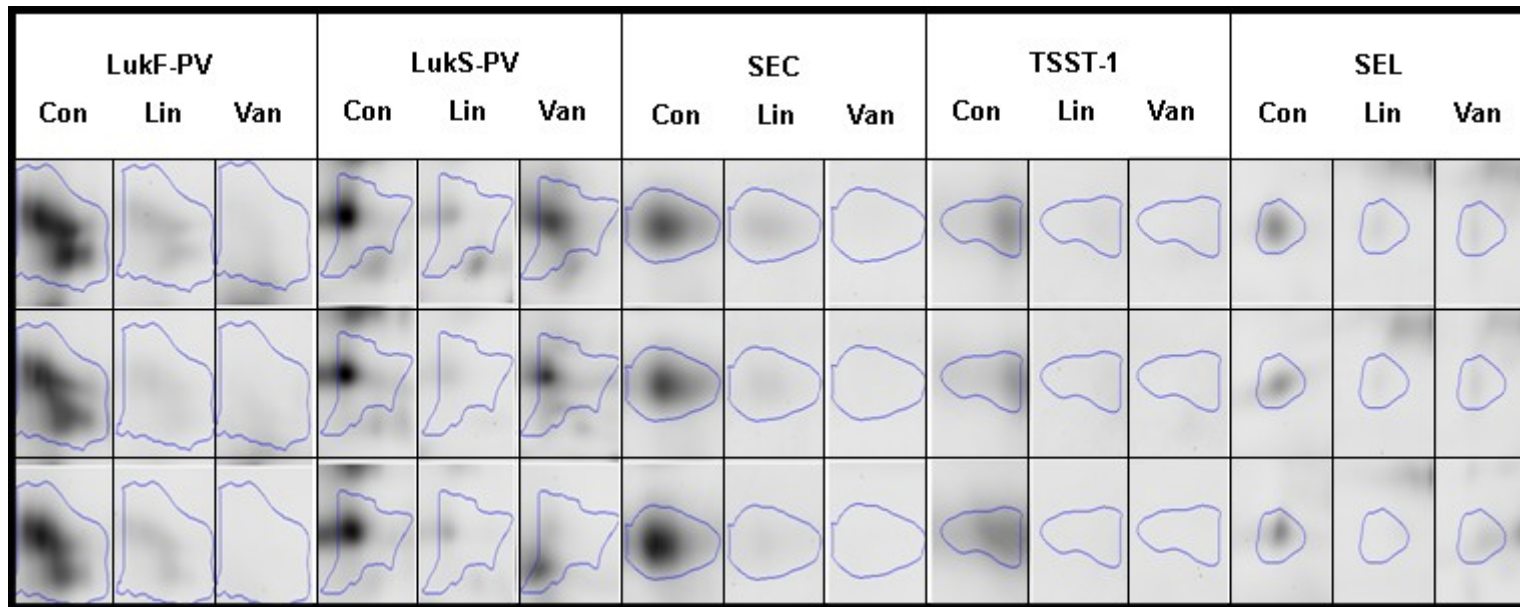 LukF-PV LukS-PV SEC TSST-1 SEL
Con Lin Van Con Lin Van Con Lin Van Con Lin Van Con Lin Van